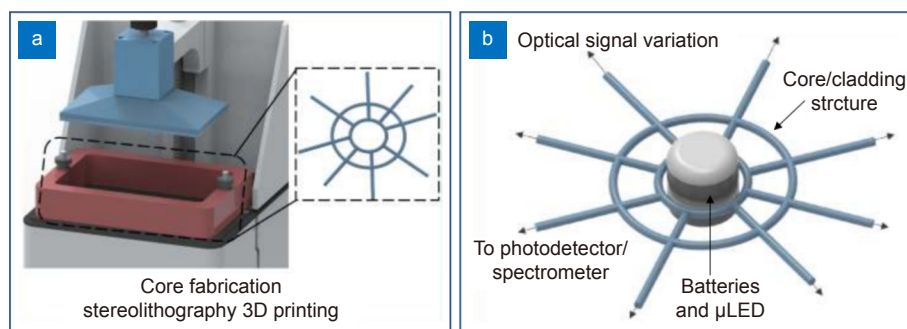 a
Core fabrication
stereolithography 3D printing
b
Optical signal variation
Core/cladding
strcture
To photodetector/
spectrometer
Batteries
and µLED